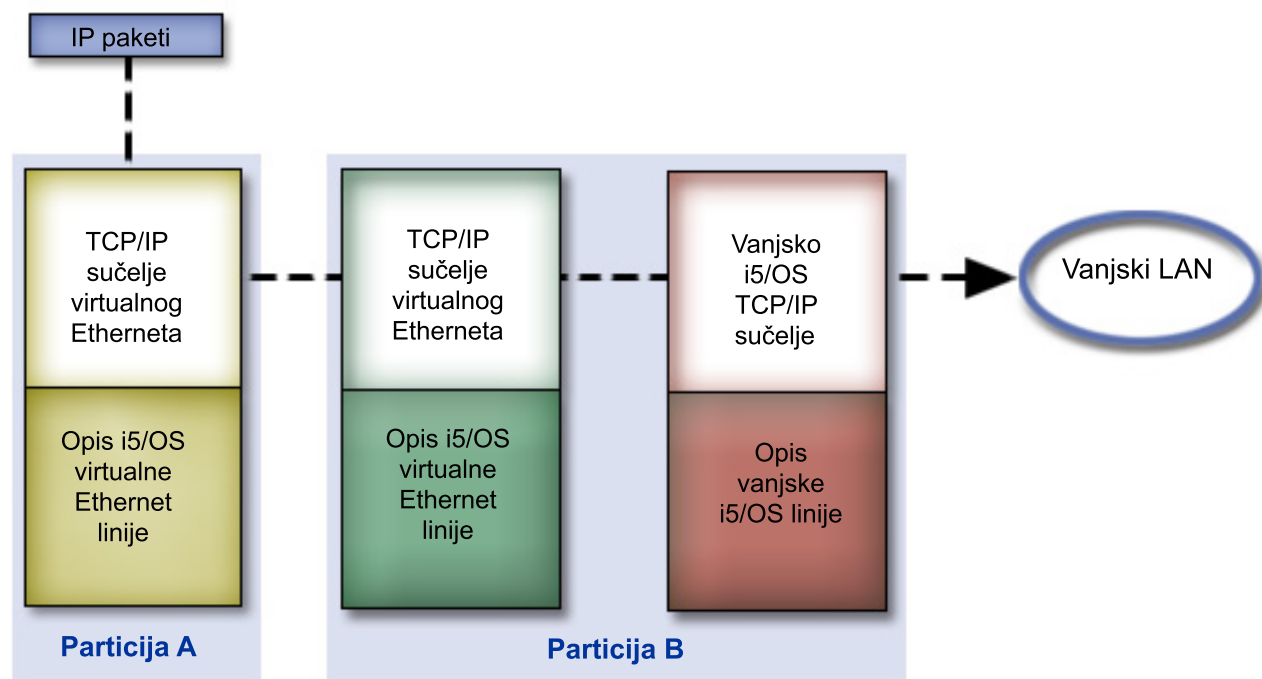 IP paketi
TCP/IP
sučelje
virtualnog
Etherneta
Opis i5/OS
virtualne
Ethernet
linije
Particija A
TCP/IP
sučelje
virtualnog
Etherneta
Opis i5/OS
virtualne
Ethernet
linije
Vanjsko
i5/OS
TCP/IP
sučelje
Opis
vanjske
i5/OS linije
Particija B
Vanjski LAN